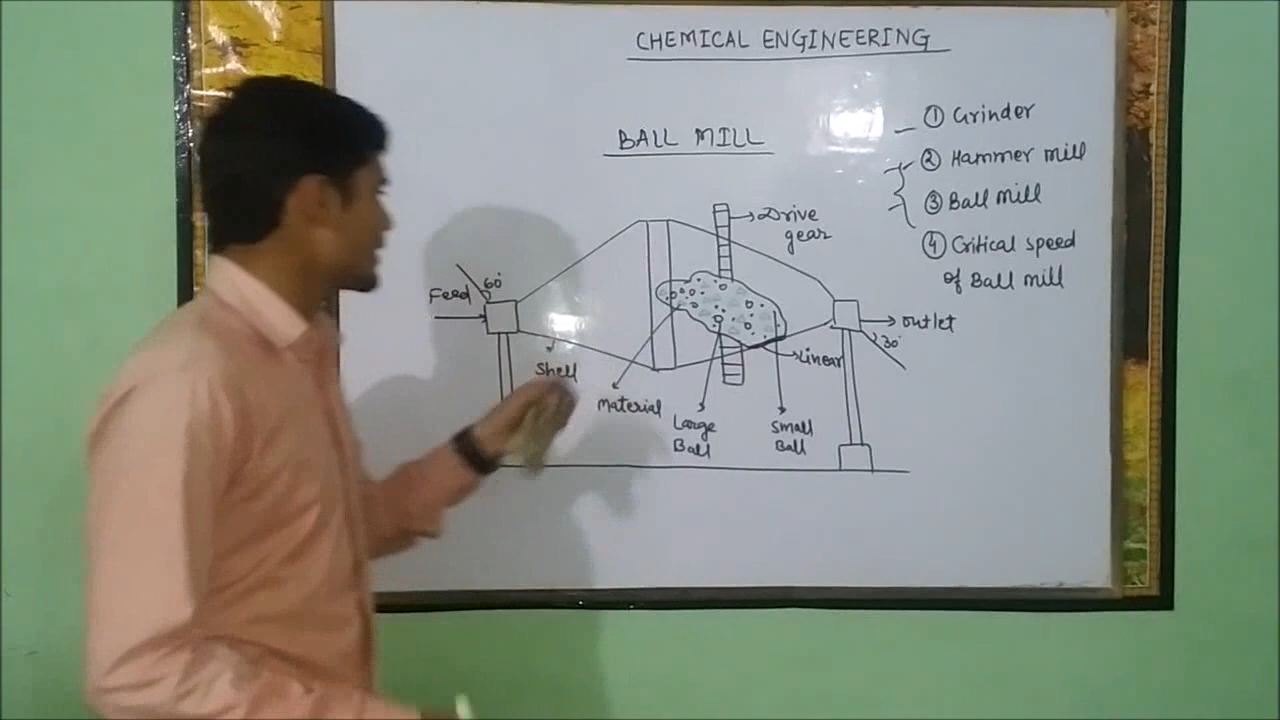 CHEMICAL ENGINEERING
BALL MILL
① Grinder
② Hammer mill
③ Ball mill
④ Critical speed
of Ball mill
Drive
gear
60°
Feed
outlet
30°
Linear
Shell
Material
Large
Ball
Small
Ball